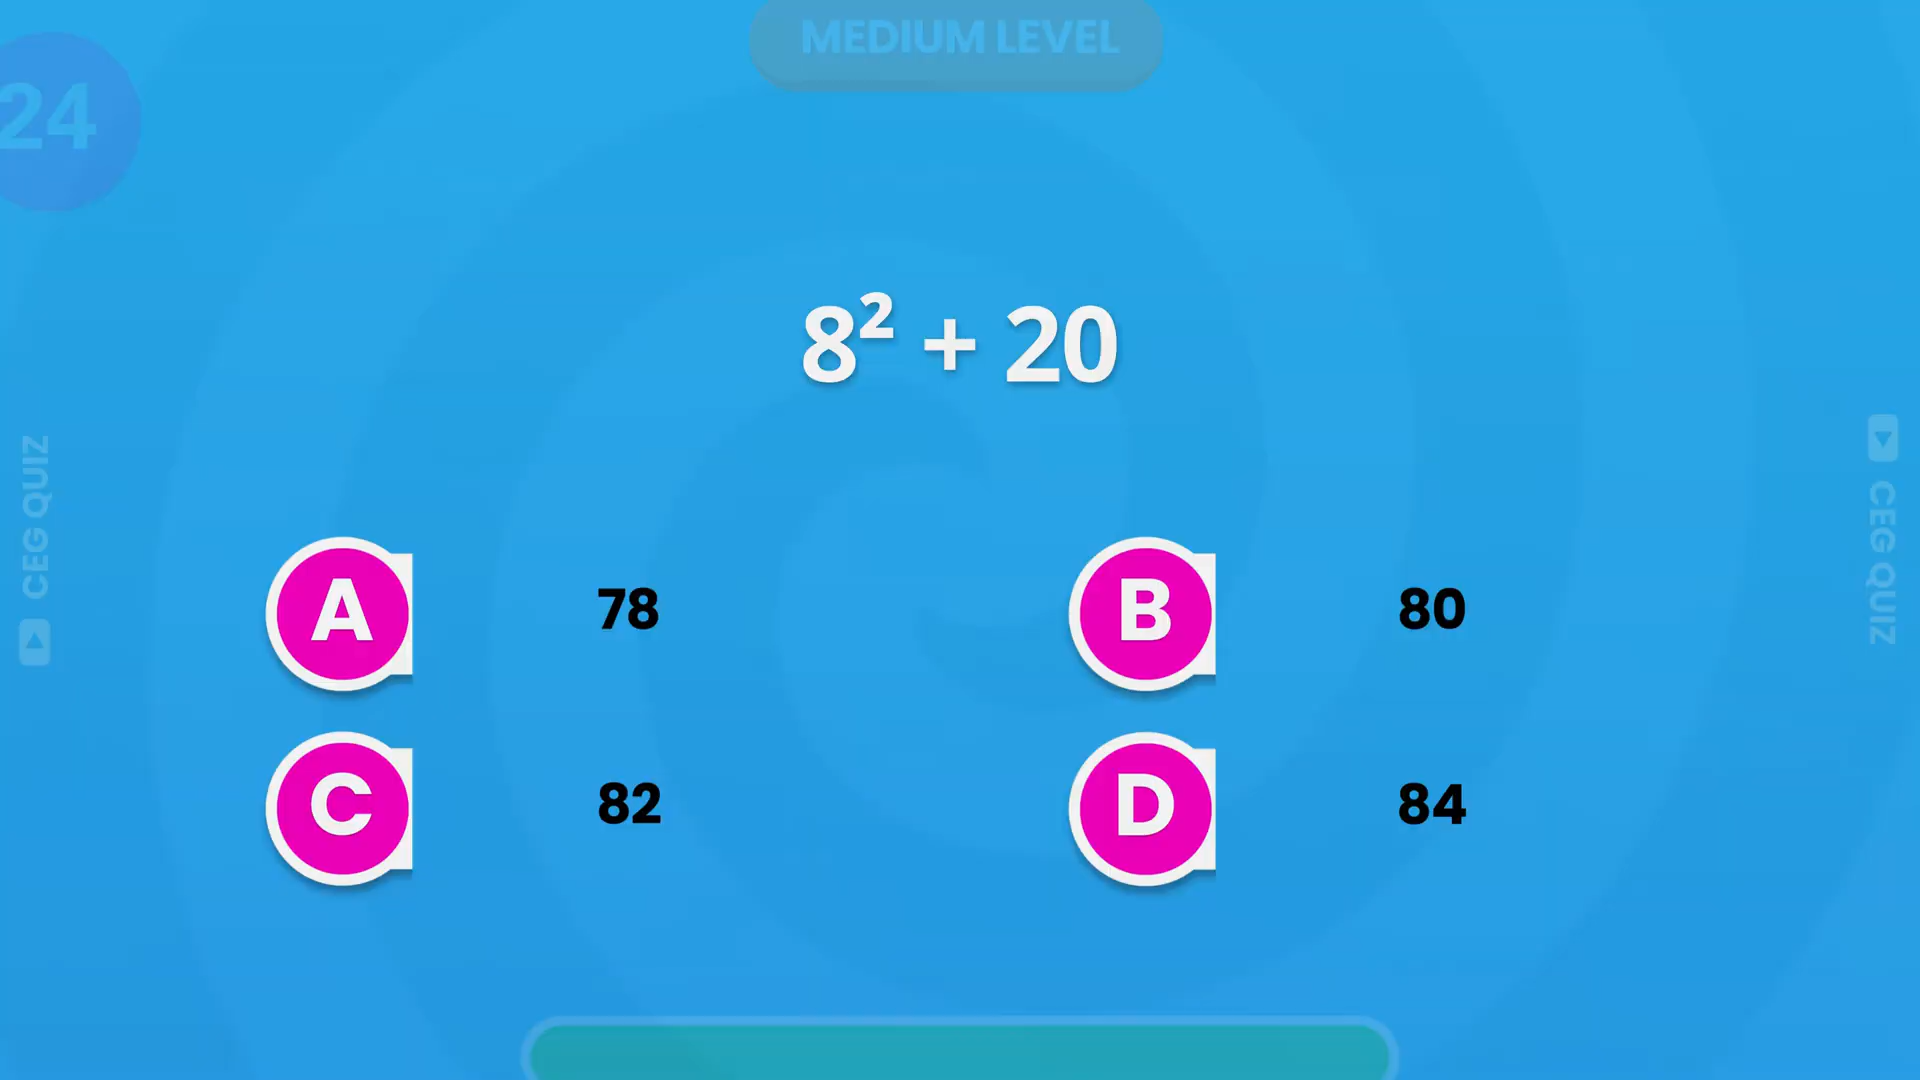 MEDIUM LEVEL
24
8² + 20
A 78
B 80
C 82
D 84
CEG QUIZ
CEG QUIZ